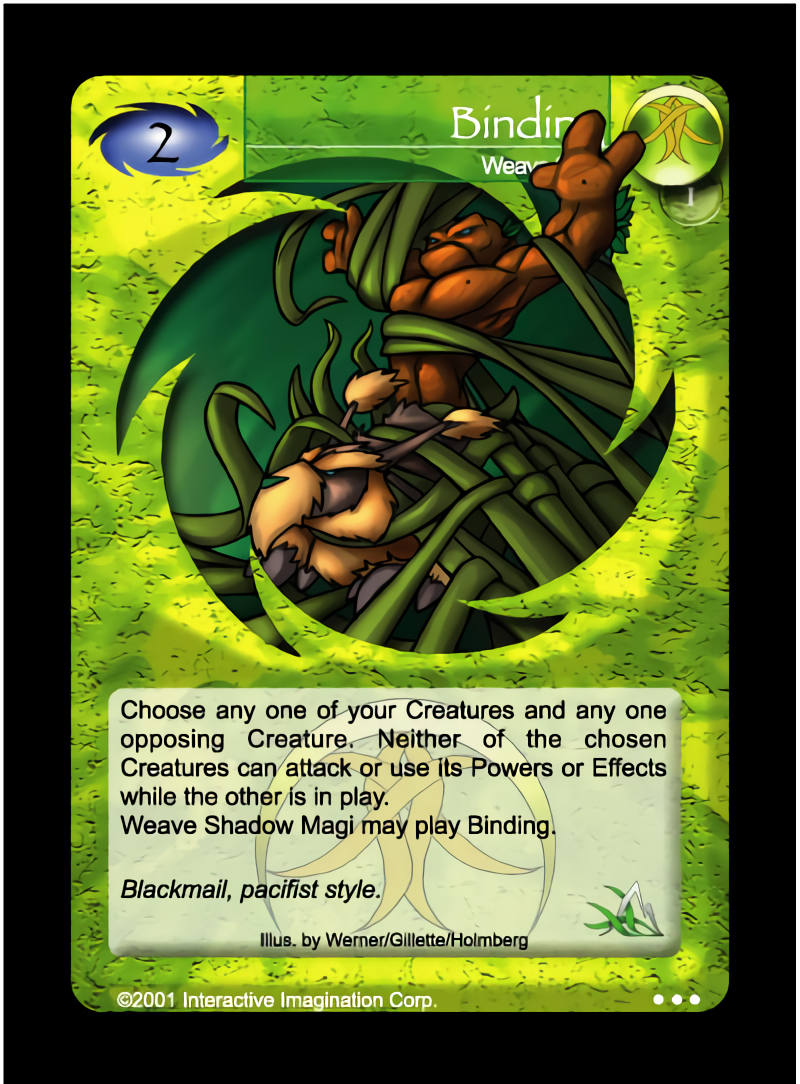 2
Bindin
Weav
I
Choose any one of your Creatures and any one
opposing Creature. Neither of the chosen
Creatures can attack or use its Powers or Effects
while the other is in play.
Weave Shadow Magi may play Binding.
Blackmail, pacifist style.
Illus. by Werner/Gillette/Holmberg
©2001 Interactive Imagination Corp.